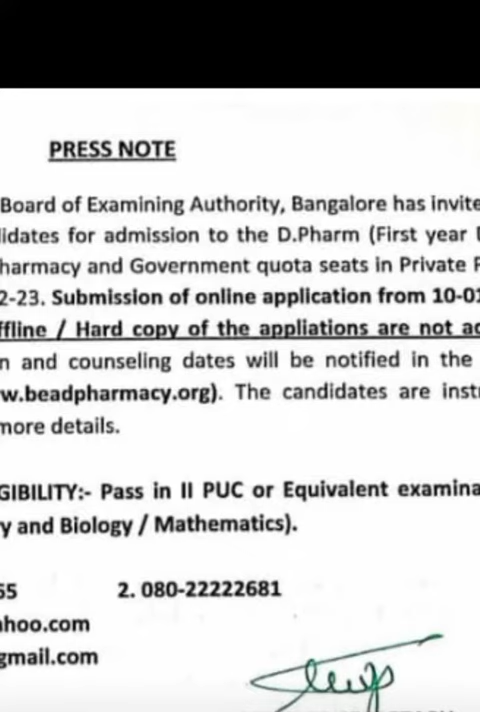 PRESS NOTE
Board of Examining Authority, Bangalore has invite
lidates for admission to the D.Pharm (First year
harmacy and Government quota seats in Private
2-23. Submission of online application from 10-01
ffline / Hard copy of the appliations are not ac
n and counseling dates will be notified in the
w.beadpharmacy.org). The candidates are inst
more details.
GIBILITY:- Pass in II PUC or Equivalent examina
y and Biology / Mathematics).
55 2. 080-22222681
ahoo.com
gmail.com